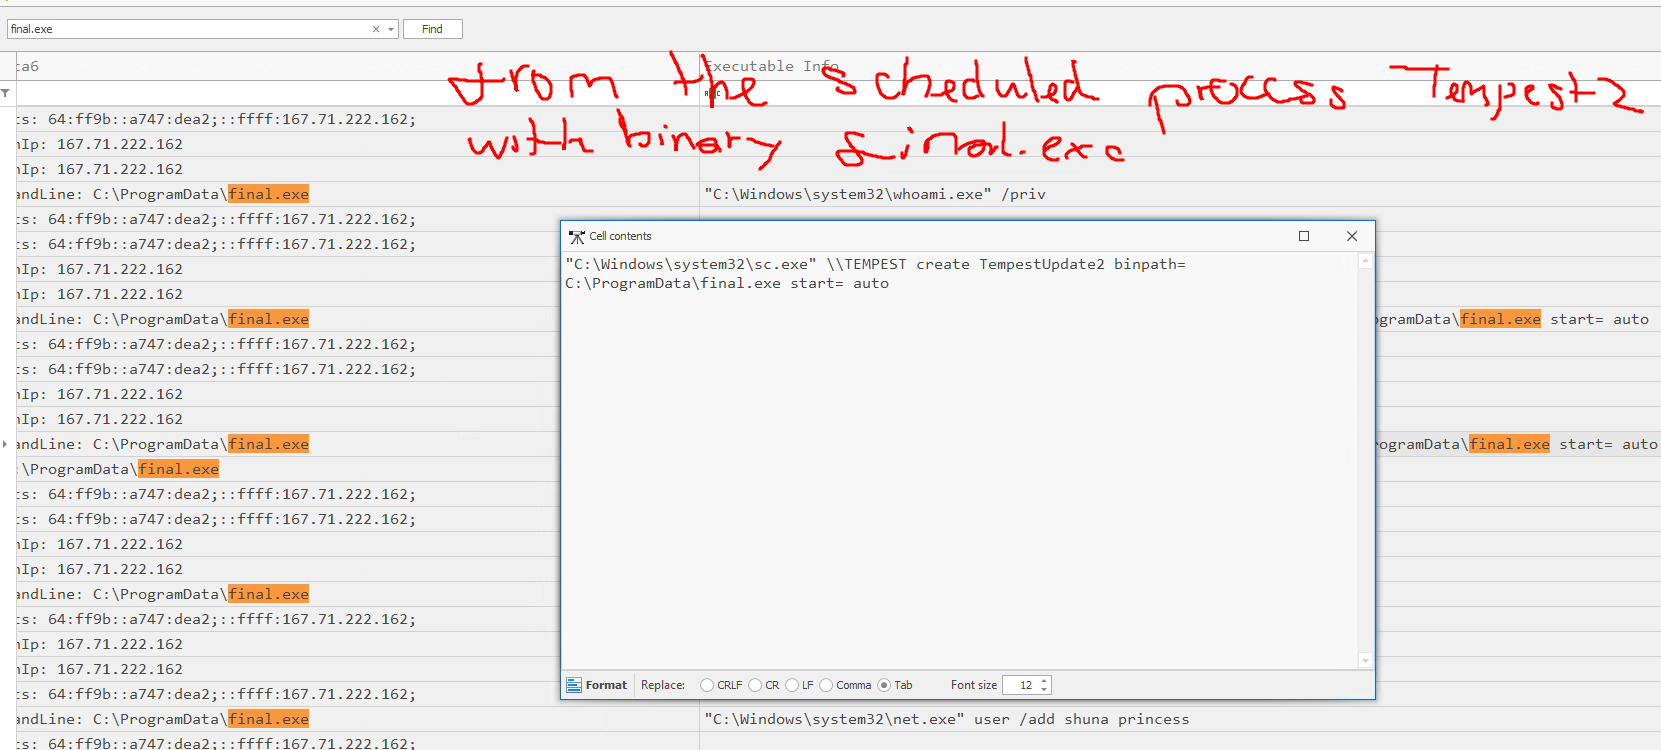 final.exe
Find
ta6
Executable Info
from the scheduled process Tempest2
with binary final.exe
ts: 64:ff9b::a747:dea2;::ffff:167.71.222.162;
nIp: 167.71.222.162
nIp: 167.71.222.162
andLine: C:\ProgramData\final.exe
"C:\Windows\system32\whoami.exe" /priv
ts: 64:ff9b::a747:dea2;::ffff:167.71.222.162;
ts: 64:ff9b::a747:dea2;::ffff:167.71.222.162;
nIp: 167.71.222.162
nIp: 167.71.222.162
andLine: C:\ProgramData\final.exe
ogramData\final.exe start= auto
ts: 64:ff9b::a747:dea2;::ffff:167.71.222.162;
ts: 64:ff9b::a747:dea2;::ffff:167.71.222.162;
nIp: 167.71.222.162
nIp: 167.71.222.162
andLine: C:\ProgramData\final.exe
rogramData\final.exe start= auto
:\ProgramData\final.exe
ts: 64:ff9b::a747:dea2;::ffff:167.71.222.162;
ts: 64:ff9b::a747:dea2;::ffff:167.71.222.162;
nIp: 167.71.222.162
nIp: 167.71.222.162
andLine: C:\ProgramData\final.exe
ts: 64:ff9b::a747:dea2;::ffff:167.71.222.162;
nIp: 167.71.222.162
nIp: 167.71.222.162
ts: 64:ff9b::a747:dea2;::ffff:167.71.222.162;
andLine: C:\ProgramData\final.exe
"C:\Windows\system32\net.exe" user /add shuna princess
ts: 64:ff9b::a747:dea2;::ffff:167.71.222.162;
Cell contents
"C:\Windows\system32\sc.exe" \\TEMPEST create TempestUpdate2 binpath=
C:\ProgramData\final.exe start= auto
Format Replace: CRLF CR LF Comma Tab Font size 12